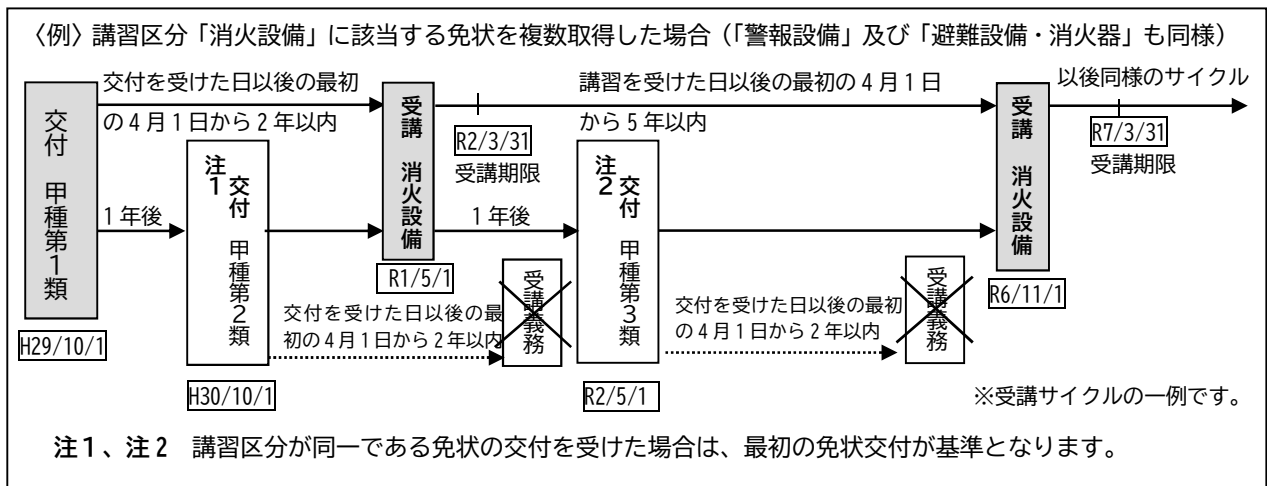 〈例〉講習区分「消火設備」に該当する免状を複数取得した場合（「警報設備」及び「避難設備・消火器」も同様）
交付　甲種第１類
H29/10/1
交付を受けた日以後の最初
の４月１日から２年以内
１年後
注１
交付　甲種第２類
H30/10/1
受講　消火設備
R1/5/1
R2/3/31
受講期限
１年後
交付を受けた日以後の最
初の４月１日から２年以内
受講義務
講習を受けた日以後の最初の４月１日
から５年以内
注２
交付　甲種第３類
R2/5/1
交付を受けた日以後の最初
の４月１日から２年以内
受講義務
受講　消火設備
R6/11/1
以後同様のサイクル
R7/3/31
受講期限
※受講サイクルの一例です。
注１、注２　講習区分が同一である免状の交付を受けた場合は、最初の免状交付が基準となります。